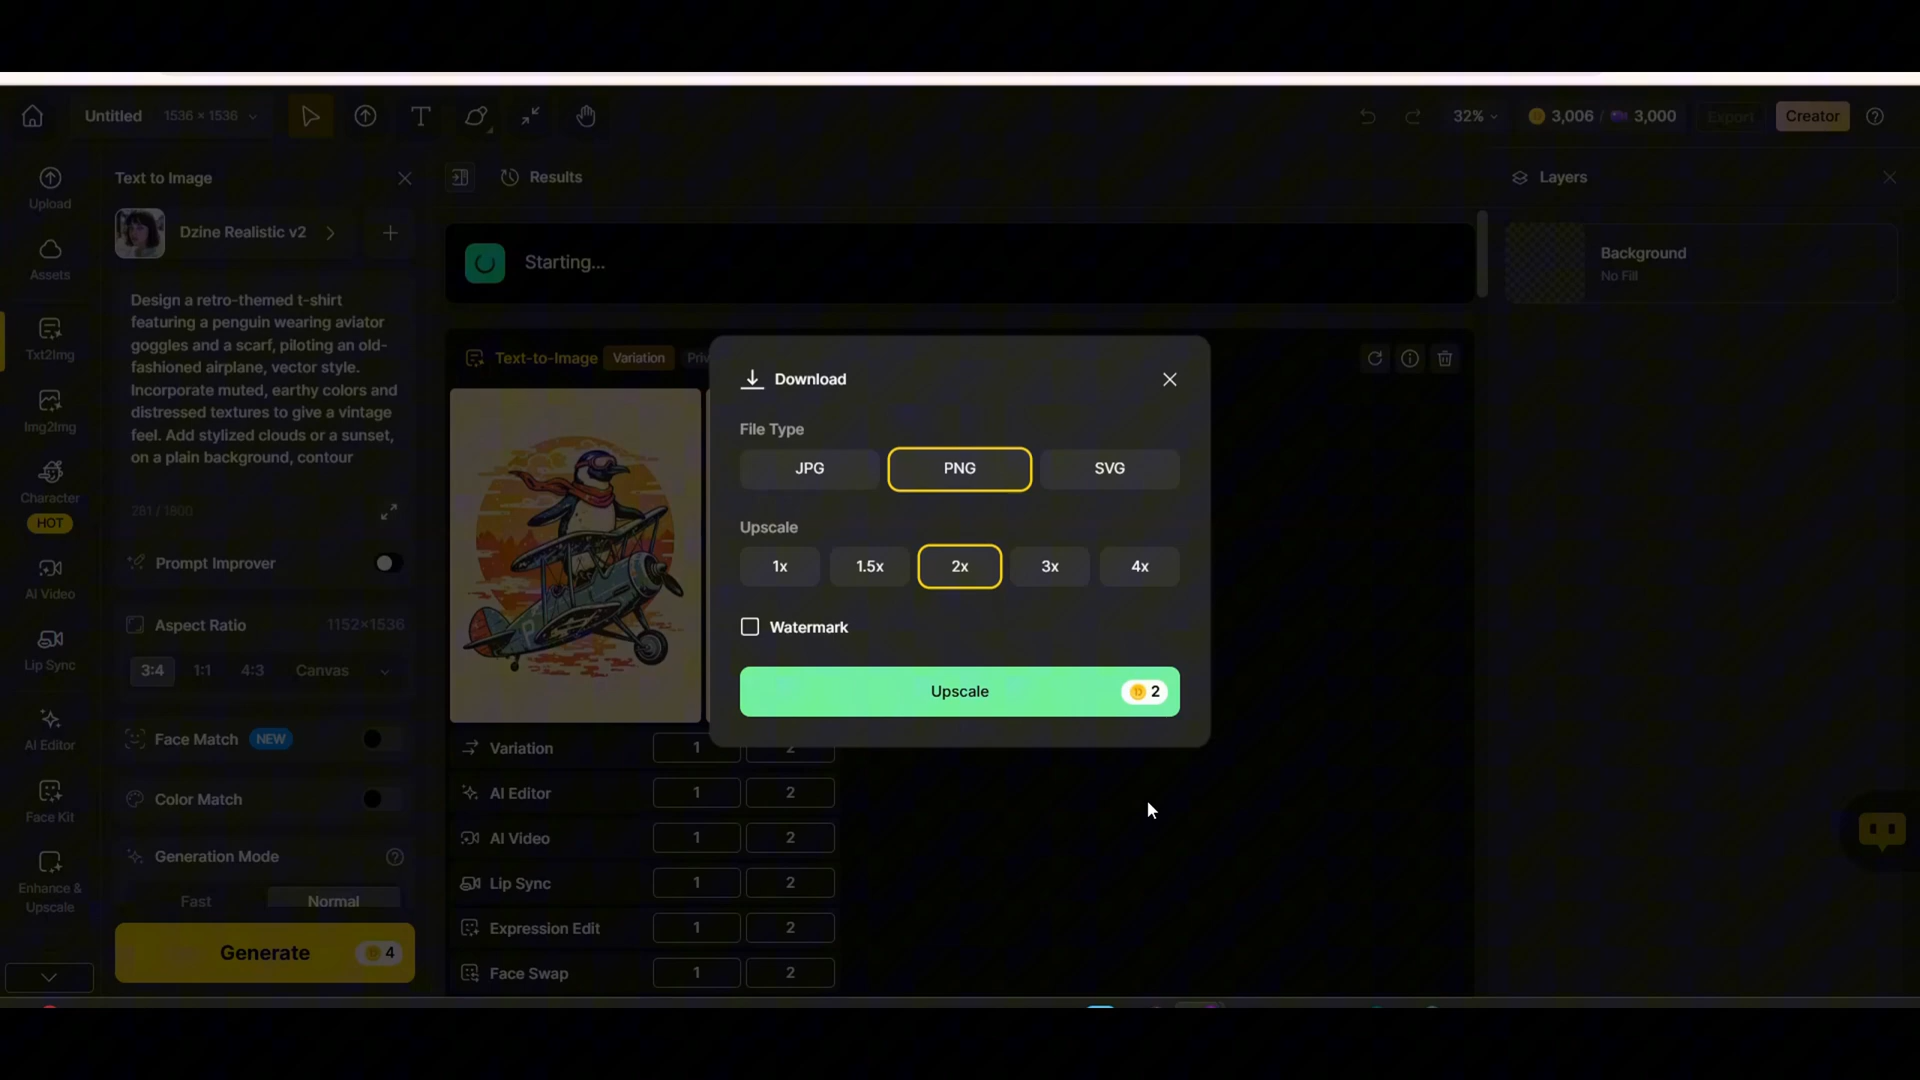 Untitled 1536 × 1536
32%
3,006 / 3,000
Export
Creator
Upload
Assets
Txt2Img
Img2Img
Character
HOT
AI Video
Lip Sync
AI Editor
Face Kit
Enhance &
Upscale
Text to Image
Dzine Realistic v2
Design a retro-themed t-shirt
featuring a penguin wearing aviator
goggles and a scarf, piloting an old-
fashioned airplane, vector style.
Incorporate muted, earthy colors and
distressed textures to give a vintage
feel. Add stylized clouds or a sunset,
on a plain background, contour
281 / 1800
Prompt Improver
Aspect Ratio 1152×1536
3:4 1:1 4:3 Canvas
Face Match NEW
Color Match
Generation Mode
Fast Normal
Generate 4
Results
Starting...
Text-to-Image Variation Priv
P
Variation 1 2
AI Editor 1 2
AI Video 1 2
Lip Sync 1 2
Expression Edit 1 2
Face Swap 1 2
Download
File Type
JPG PNG SVG
Upscale
1x 1.5x 2x 3x 4x
Watermark
Upscale 2
Layers
Background
No Fill